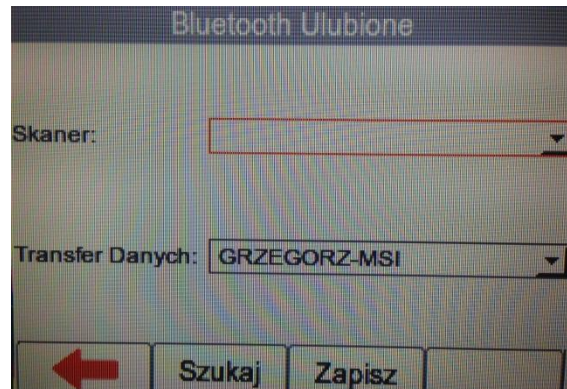 Bluetooth Ulubione
Skaner:
Transfer Danych: GRZEGORZ-MSI
Szukaj Zapisz